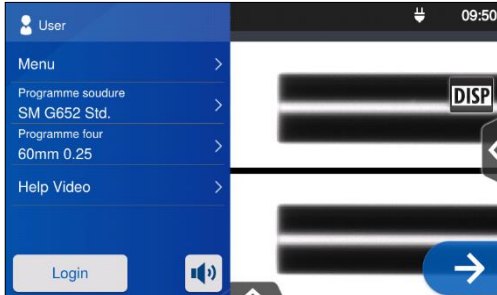 User
09:50
Menu
Programme soudure
SM G652 Std.
DISP
Programme four
60mm 0.25
Help Video
Login